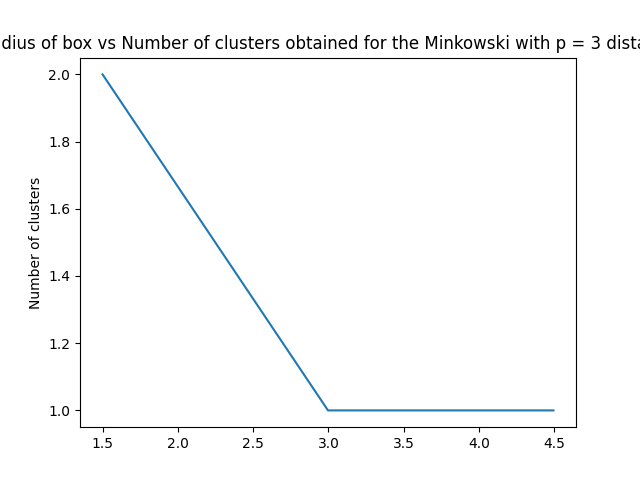 dius of box vs Number of clusters obtained for the Minkowski with p = 3 dista
2.0
1.8
1.6
1.4
1.2
1.0
Number of clusters
1.5 2.0 2.5 3.0 3.5 4.0 4.5